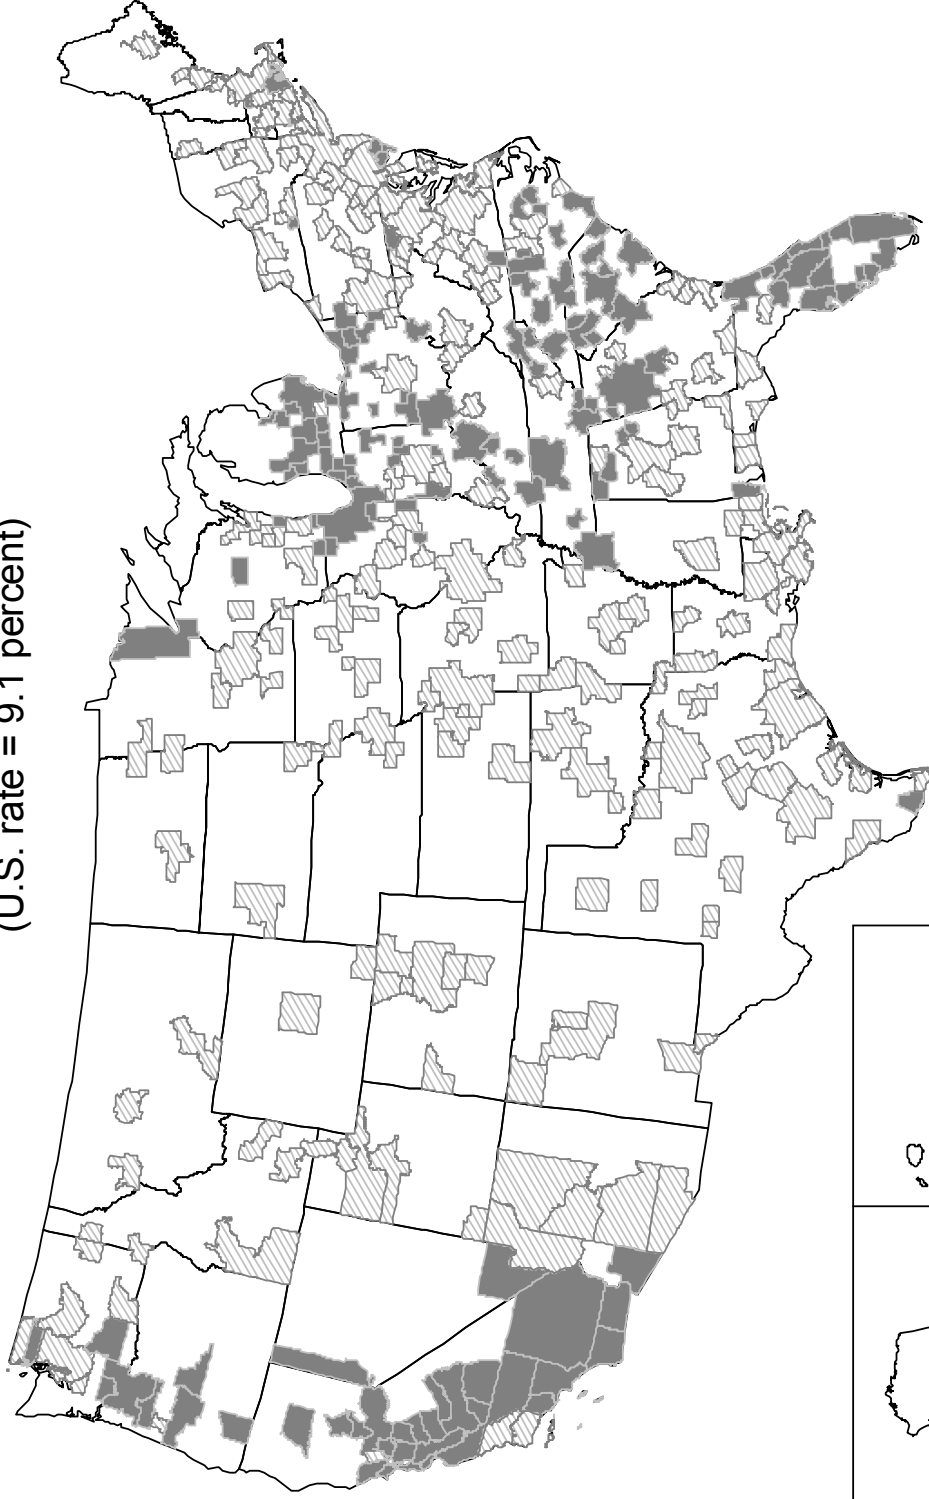 (U.S. rate = 9.1 percent)